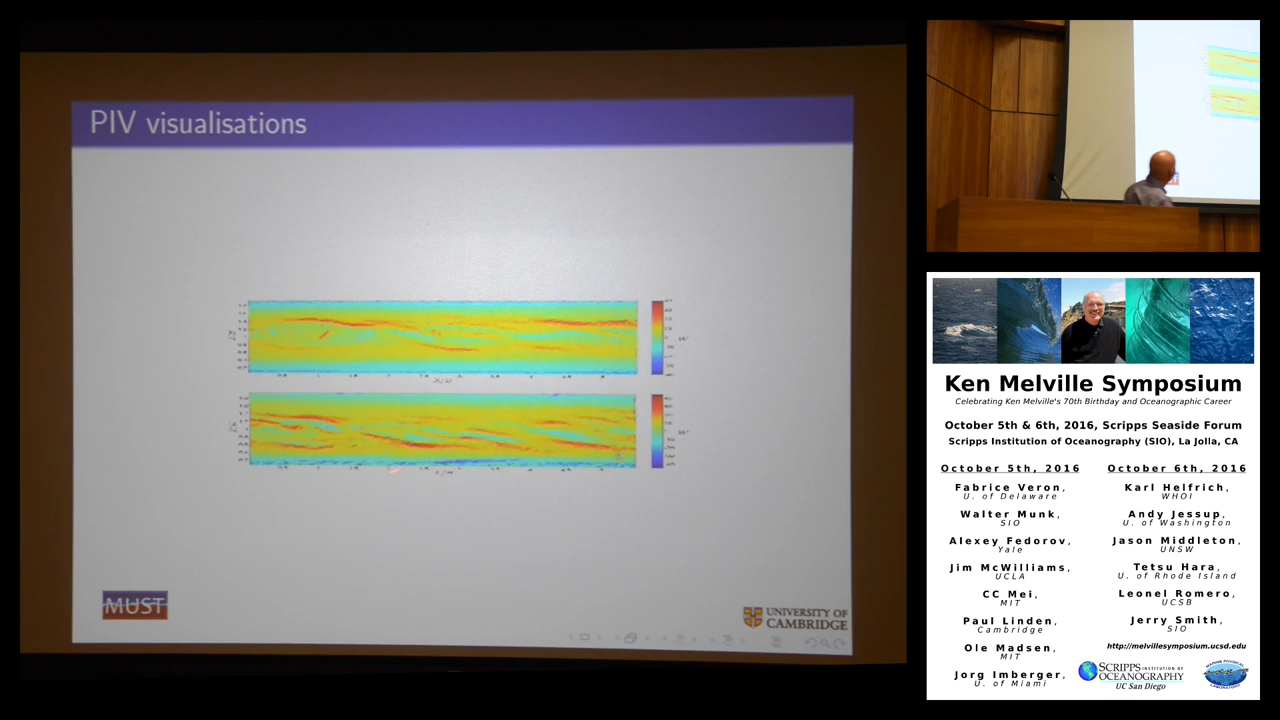 PIV visualisations
MUST
UNIVERSITY OF
CAMBRIDGE
Ken Melville Symposium
Celebrating Ken Melville's 70th Birthday and Oceanographic Career
October 5th & 6th, 2016, Scripps Seaside Forum
Scripps Institution of Oceanography (SIO), La Jolla, CA
October 5th, 2016
Fabrice Veron,
U. of Delaware
Walter Munk,
SIO
Alexey Fedorov,
Yale
Jim McWilliams,
UCLA
CC Mei,
MIT
Paul Linden,
Cambridge
Ole Madsen,
MIT
Jorg Imberger,
U. of Miami
October 6th, 2016
Karl Helfrich,
WHOI
Andy Jessup,
U. of Washington
Jason Middleton,
UNSW
Tetsu Hara,
U. of Rhode Island
Leonel Romero,
UCSB
Jerry Smith,
SIO
http://melvillesymposium.ucsd.edu
SCRIPPS INSTITUTION OF
OCEANOGRAPHY
UC San Diego